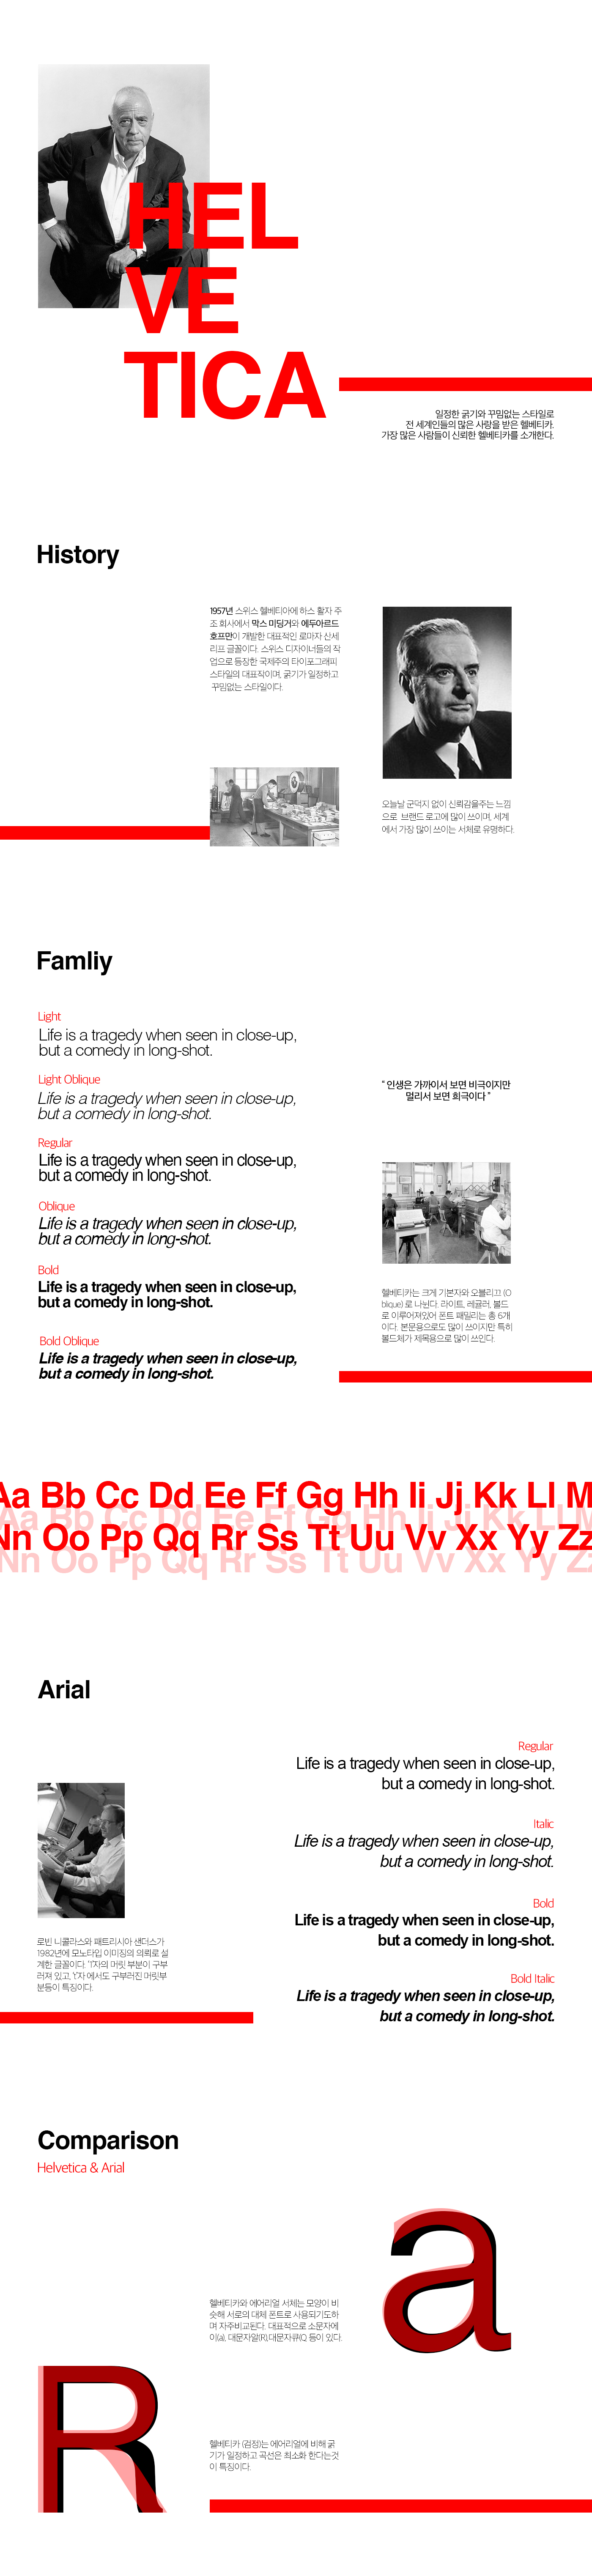 HEL
VE
TICA
일정한 굵기와 꾸밈없는 스타일로
전 세계인들의 많은 사랑을 받은 헬베티카.
가장 많은 사람들이 신뢰한 헬베티카를 소개한다.
History
1957년 스위스 헬베티아에 하스 활자 주
조 회사에서 막스 미딩거와 에두아르드
호프만이 개발한 대표적인 로마자 산세
리프 글꼴이다. 스위스 디자이너들의 작
업으로 등장한 국제주의 타이포그래피
스타일의 대표작이며, 굵기가 일정하고
꾸밈없는 스타일이다.
오늘날 군덕지 없이 신뢰감을주는 느낌
으로 브랜드 로고에 많이 쓰이며, 세계
에서 가장 많이 쓰이는 서체로 유명하다.
Famliy
Light
Life is a tragedy when seen in close-up,
but a comedy in long-shot.
Light Oblique
Life is a tragedy when seen in close-up,
but a comedy in long-shot.
Regular
Life is a tragedy when seen in close-up,
but a comedy in long-shot.
Oblique
Life is a tragedy when seen in close-up,
but a comedy in long-shot.
Bold
Life is a tragedy when seen in close-up,
but a comedy in long-shot.
Bold Oblique
Life is a tragedy when seen in close-up,
but a comedy in long-shot.
“ 인생은 가까이서 보면 비극이지만
멀리서 보면 희극이다 ”
헬베티카는 크게 기본자와 오블리끄 (O
blique) 로 나뉜다. 라이트, 레귤러, 볼드
로 이루어져있어 폰트 패밀리는 총 6개
이다. 본문용으로도 많이 쓰이지만 특히
볼드체가 제목용으로 많이 쓰인다.
Aa Bb Cc Dd Ee Ff Gg Hh Ii Jj Kk Ll M
Aa Bb Cc Dd Ee Ff Gg Hh Ii Jj Kk Ll M
Nn Oo Pp Qq Rr Ss Tt Uu Vv Xx Yy Zz
Nn Oo Pp Qq Rr Ss Tt Uu Vv Xx Yy Zz
Arial
로빈 니콜라스와 패트리시아 샌더스가
1982년에 모노타입 이미징의 의뢰로 설
계한 글꼴이다. '1'자의 머릿 부분이 구부
러져 있고, 't'자 에서도 구부러진 머릿부
분등이 특징이다.
Regular
Life is a tragedy when seen in close-up,
but a comedy in long-shot.
Italic
Life is a tragedy when seen in close-up,
but a comedy in long-shot.
Bold
Life is a tragedy when seen in close-up,
but a comedy in long-shot.
Bold Italic
Life is a tragedy when seen in close-up,
but a comedy in long-shot.
Comparison
Helvetica & Arial
a
헬베티카와 에어리얼 서체는 모양이 비
슷해 서로의 대체 폰트로 사용되기도하
며 자주비교된다. 대표적으로 소문자에
이(a), 대문자알(R),대문자큐(Q) 등이 있다.
R
헬베티카 (검정)는 에어리얼에 비해 굵
기가 일정하고 곡선은 최소화 한다는것
이 특징이다.